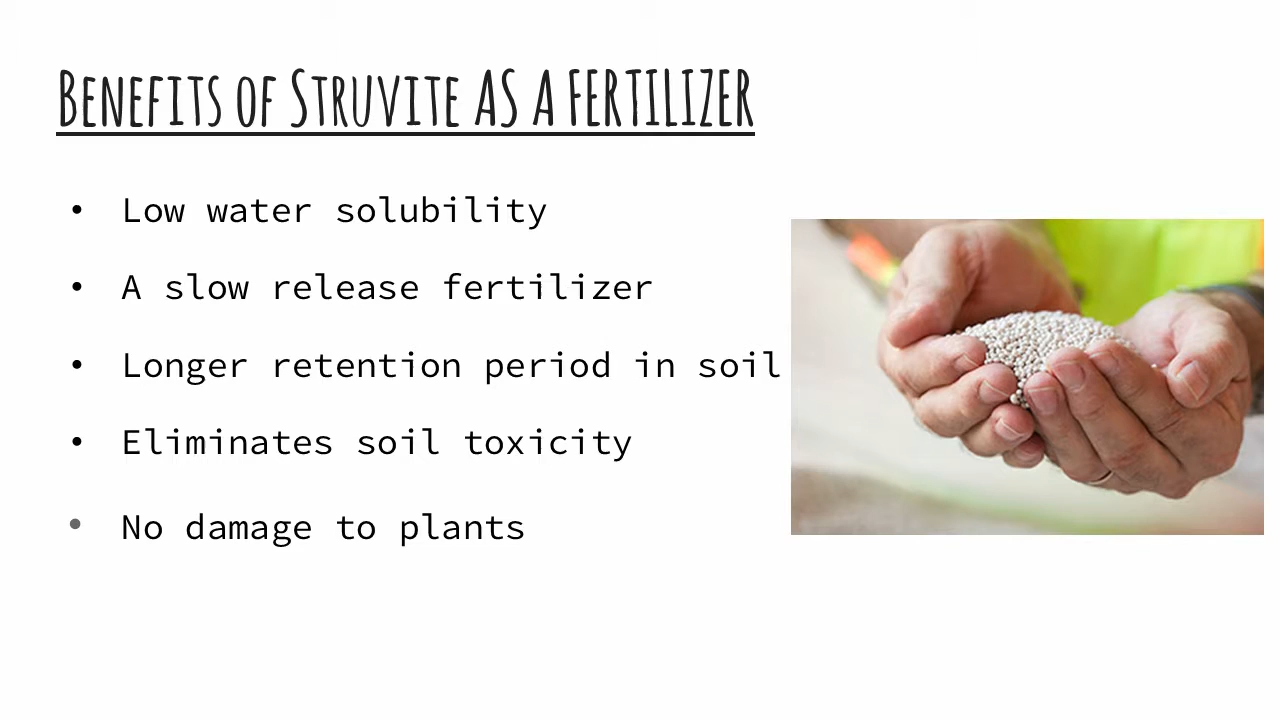 Benefits of Struvite AS A FERTILIZER
• Low water solubility
• A slow release fertilizer
• Longer retention period in soil
• Eliminates soil toxicity
• No damage to plants